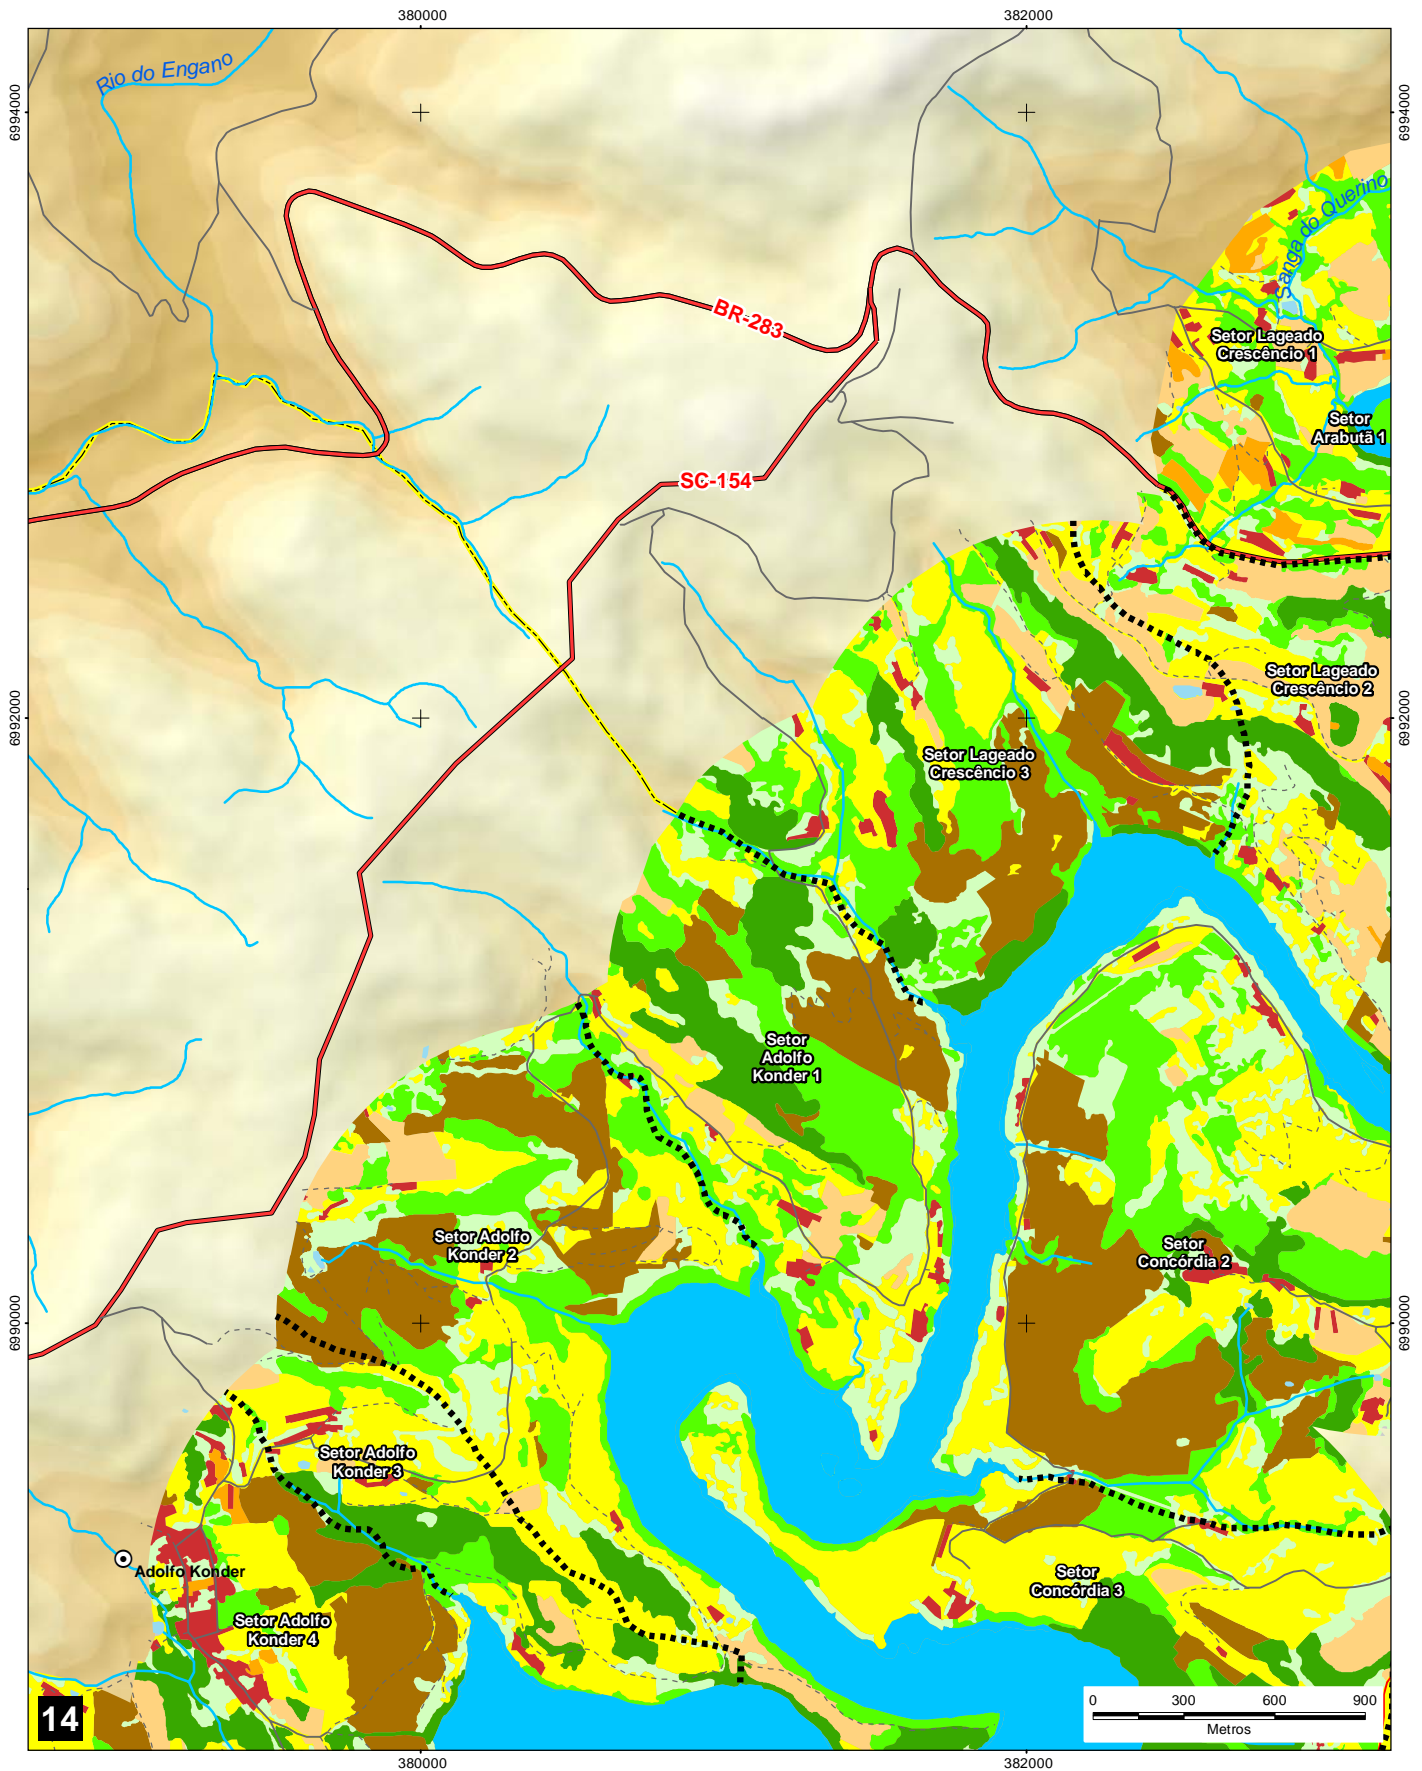 380000
382000
Rio do Engano
6994000
6994000
Sanga do Querino
BR-283
Setor Lageado
Crescêncio 1
Setor
Arabutã 1
SC-154
Setor Lageado
Crescêncio 2
6992000
6992000
Setor Lageado
Crescêncio 3
Setor
Adolfo
Konder 1
Setor Adolfo
Konder 2
Setor
Concórdia 2
6990000
6990000
Setor Adolfo
Konder 3
Adolfo Konder
Setor
Concórdia 3
Setor Adolfo
Konder 4
14
0 300 600 900
Metros
380000
382000